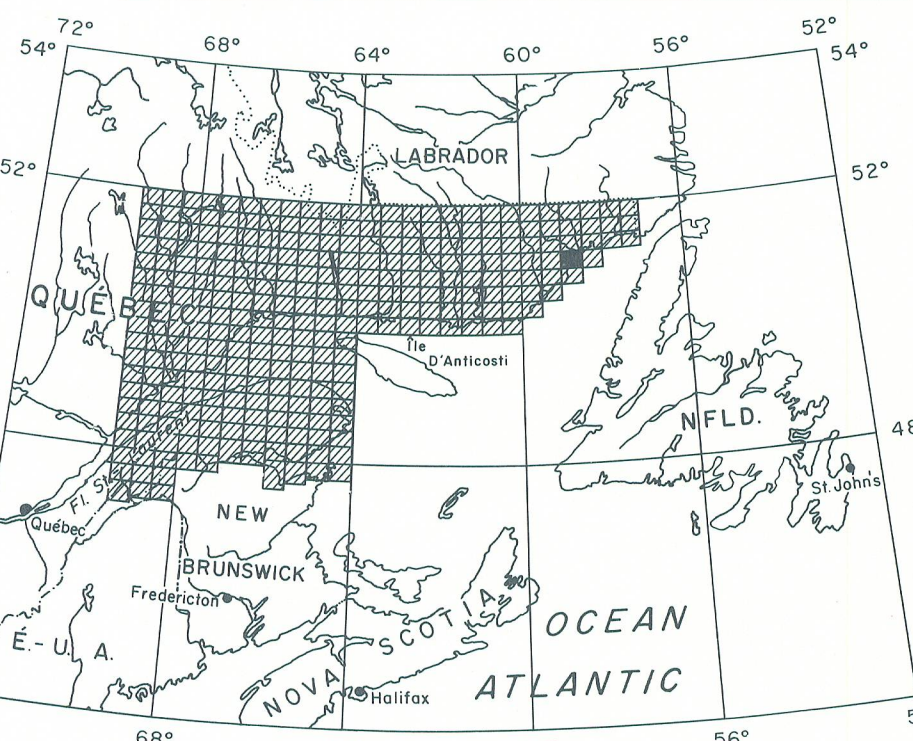 72° 68° 64° 60° 56° 52°
54° 54°
LABRADOR
52° 52°
QUÉBEC
Île
D'Anticosti
NFLD.
48
Fl. St-Laurent
St. John's
Québec
NEW
BRUNSWICK
Fredericton
É.-U. A.
NOVA SCOTIA
OCEAN
ATLANTIC
Halifax
68° 56° 5